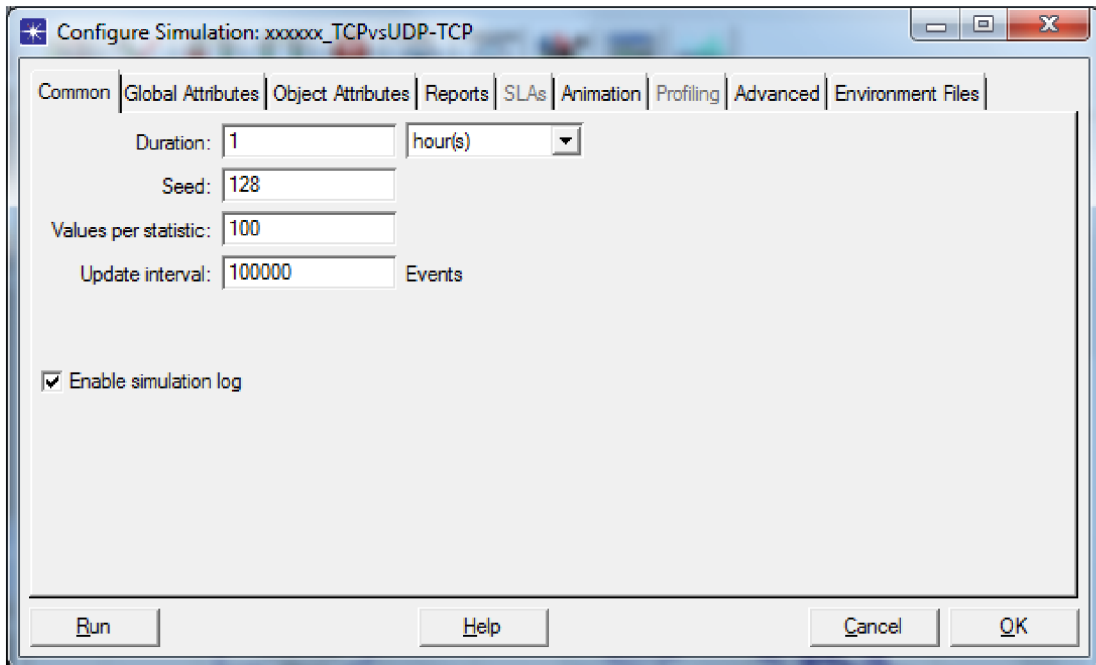 Configure Simulation: xxxxxx_TCPvsUDP-TCP
Common Global Attributes Object Attributes Reports SLAs Animation Profiling Advanced Environment Files
Duration: 1 hour(s)
Seed: 128
Values per statistic: 100
Update interval: 100000 Events
Enable simulation log
Run Help Cancel OK